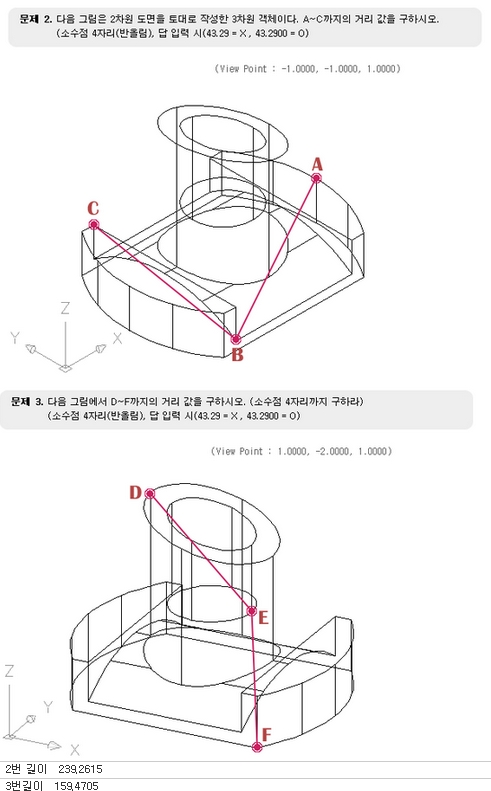 문제 2. 다음 그림은 2차원 도면을 토대로 작성한 3차원 객체이다. A~C까지의 거리 값을 구하시오.
(소수점 4자리(반올림), 답 입력 시(43.29 = X , 43.2900 = O)
(View Point : -1.0000, -1.0000, 1.0000)
A
C
B
Z
Y
X
문제 3. 다음 그림에서 D~F까지의 거리 값을 구하시오. (소수점 4자리까지 구하라)
(소수점 4자리(반올림), 답 입력 시(43.29 = X , 43.2900 = O)
(View Point : 1.0000, -2.0000, 1.0000)
D
E
F
Z
Y
X
2번 길이 239,2615
3번길이 159,4705